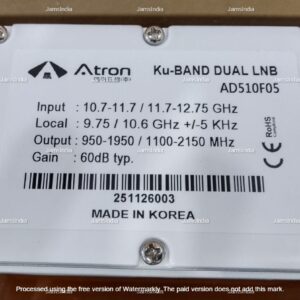 Atron
Ku-BAND DUAL LNB
AD510F05
Input : 10.7-11.7 / 11.7-12.75 GHz
Local : 9.75 / 10.6 GHz +/-5 KHz
Output : 950-1950 / 1100-2150 MHz
Gain : 60dB typ.
CE RoHS
251126003
MADE IN KOREA
JamsIndia
Processed using the free version of Watermarkly. The paid version does not add this mark.